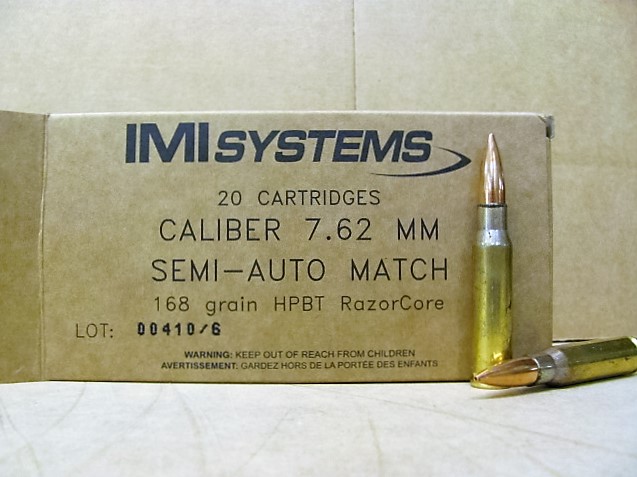 IMI SYSTEMS
20 CARTRIDGES
CALIBER 7.62 MM
SEMI-AUTO MATCH
168 grain HPBT RazorCore
LOT: 00410/6
WARNING: KEEP OUT OF REACH FROM CHILDREN
AVERTISSEMENT: GARDEZ HORS DE LA PORTÉE DES ENFANTS